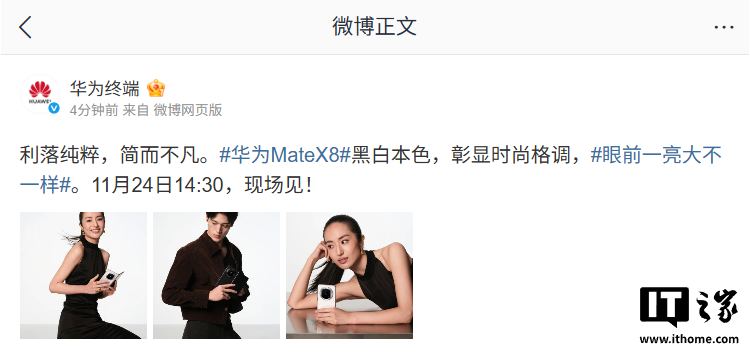 微博正文
华为终端
HUAWEI
4分钟前 来自 微博网页版
利落纯粹，简而不凡。#华为MateX8#黑白本色，彰显时尚格调，#眼前一亮大不
一样#。11月24日14:30，现场见！
IT之家
www.ithome.com